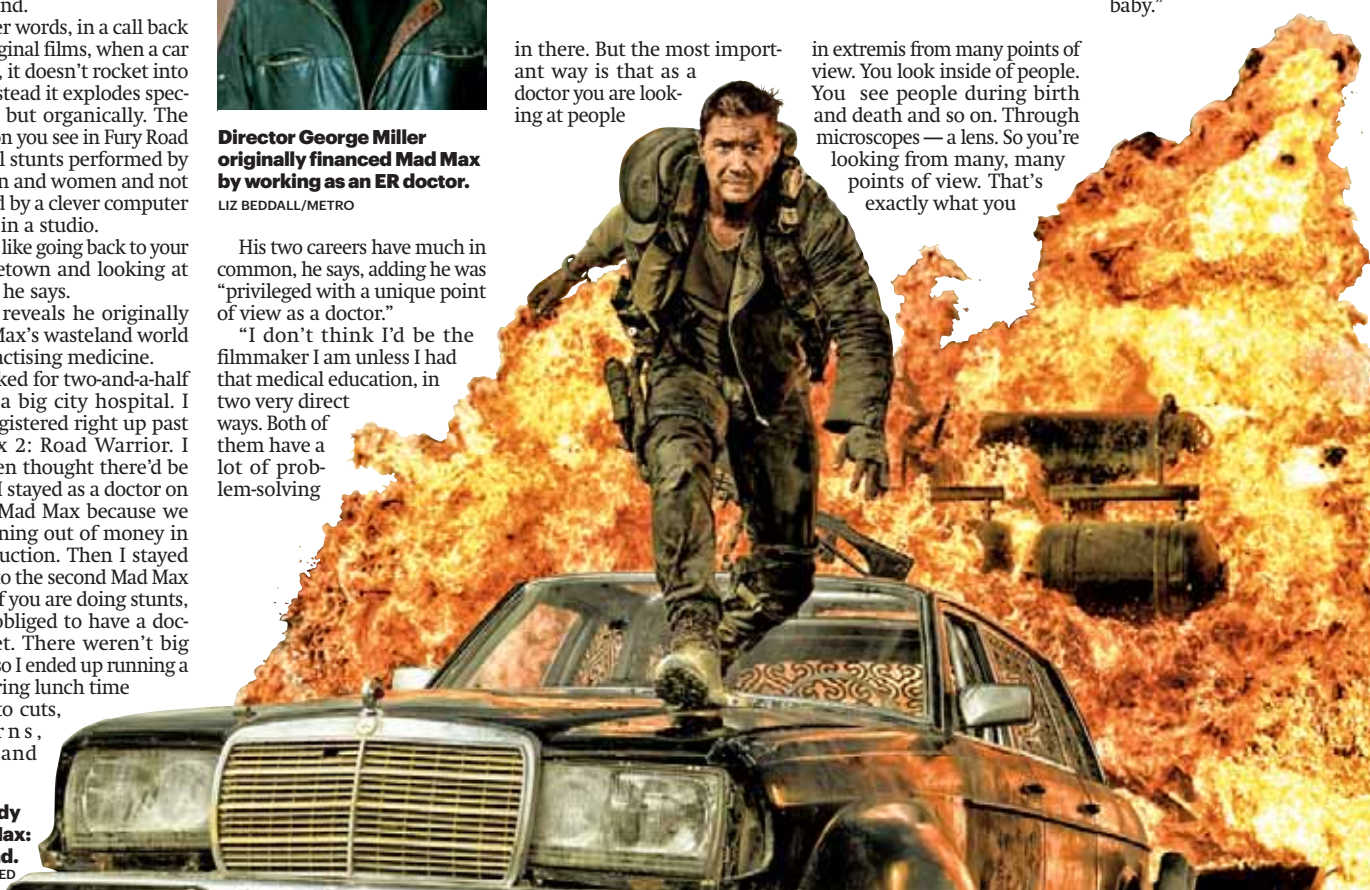 nd.
er words, in a call back
ginal films, when a car
, it doesn't rocket into
stead it explodes spec-
but organically. The
on you see in Fury Road
l stunts performed by
n and women and not
d by a clever computer
in a studio.
like going back to your
etown and looking at
he says.
reveals he originally
Max's wasteland world
actising medicine.
ked for two-and-a-half
a big city hospital. I
gistered right up past
x 2: Road Warrior. I
en thought there'd be
I stayed as a doctor on
Mad Max because we
ning out of money in
uction. Then I stayed
to the second Mad Max
f you are doing stunts,
obliged to have a doc-
et. There weren't big
so I ended up running a
ring lunch time
to cuts,
rns,
and
dy
Max:
d.
ED
Director George Miller
originally financed Mad Max
by working as an ER doctor.
LIZ BEDDALL/METRO
His two careers have much in
common, he says, adding he was
“privileged with a unique point
of view as a doctor.”
“I don't think I'd be the
filmmaker I am unless I had
that medical education, in
two very direct
ways. Both of
them have a
lot of prob-
lem-solving
in there. But the most import-
ant way is that as a
doctor you are look-
ing at people
in extremis from many points of
view. You look inside of people.
You see people during birth
and death and so on. Through
microscopes — a lens. So you're
looking from many, many
points of view. That's
exactly what you
baby.”